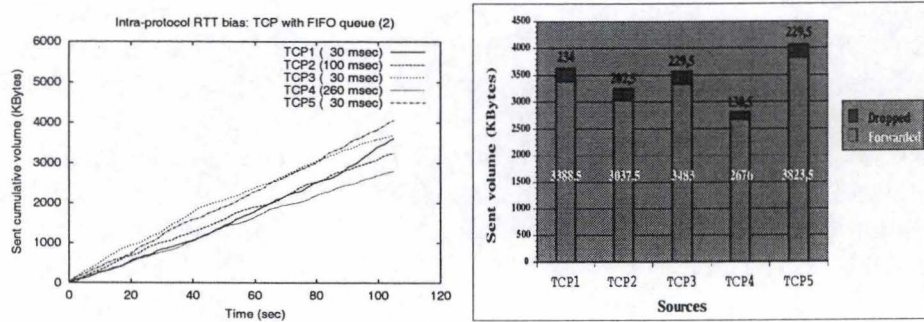 Intra-protocol RTT bias: TCP with FIFO queue (2)
Sent cumulative volume (KBytes)
6000
5000
4000
3000
2000
1000
0
TCP1 ( 30 msec)
TCP2 (100 msec)
TCP3 ( 30 msec)
TCP4 (260 msec)
TCP5 ( 30 msec)
0 20 40 60 80 100 120
Time (sec)
Sent volume (KBytes)
4500
4000
3500
3000
2500
2000
1500
1000
500
0
234
202,5
229,5
130,5
229,5
3388,5
3037,5
3483
2676
3823,5
TCP1 TCP2 TCP3 TCP4 TCP5
Sources
Dropped
Forwarded